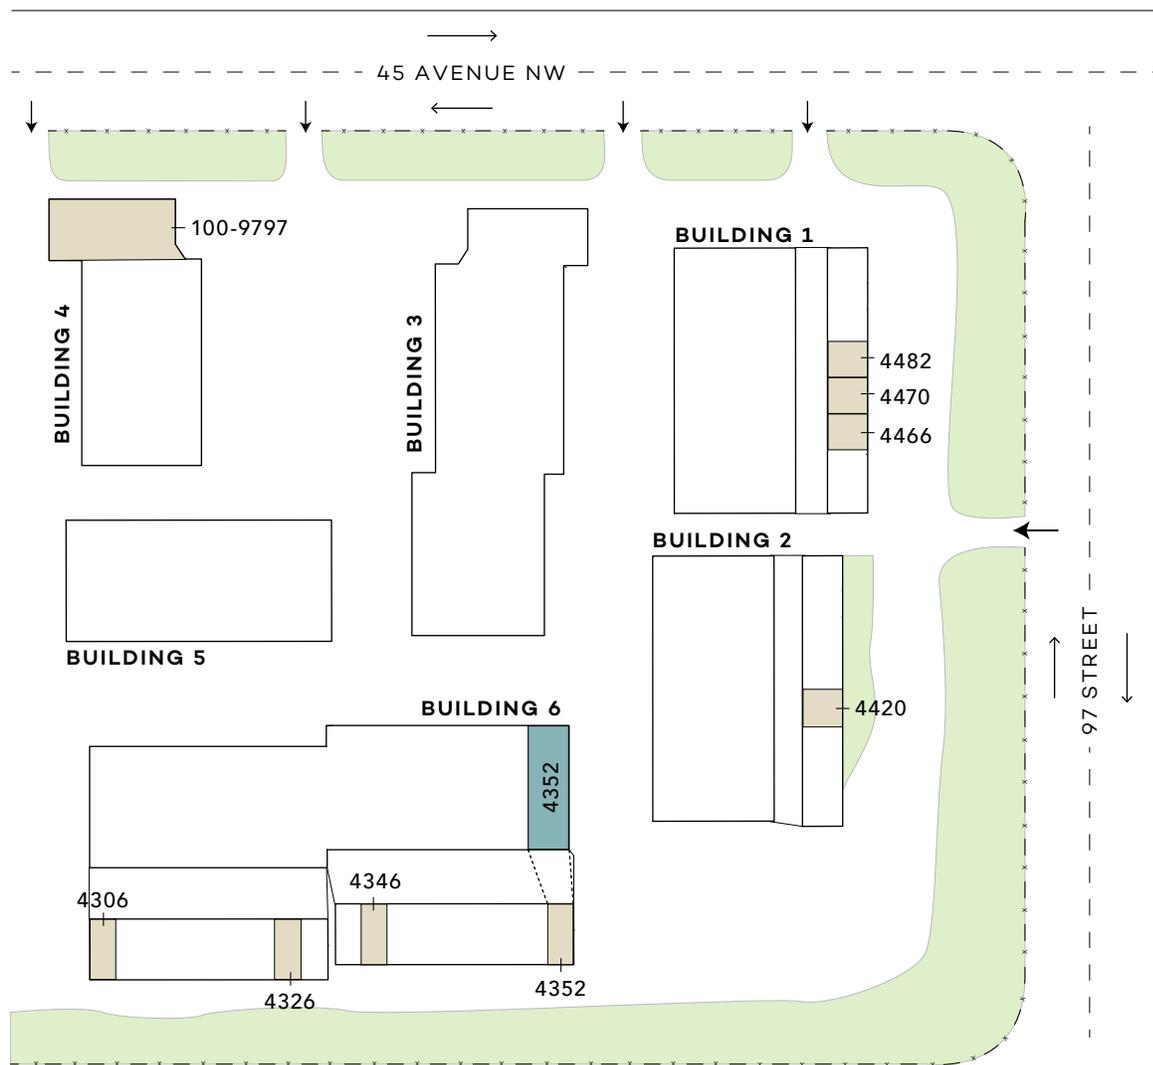 45 AVENUE NW
100-9797
BUILDING 1
BUILDING 4
BUILDING 3
4482
4470
4466
BUILDING 2
BUILDING 5
97 STREET
BUILDING 6
4420
4352
4346
4306
4352
4326